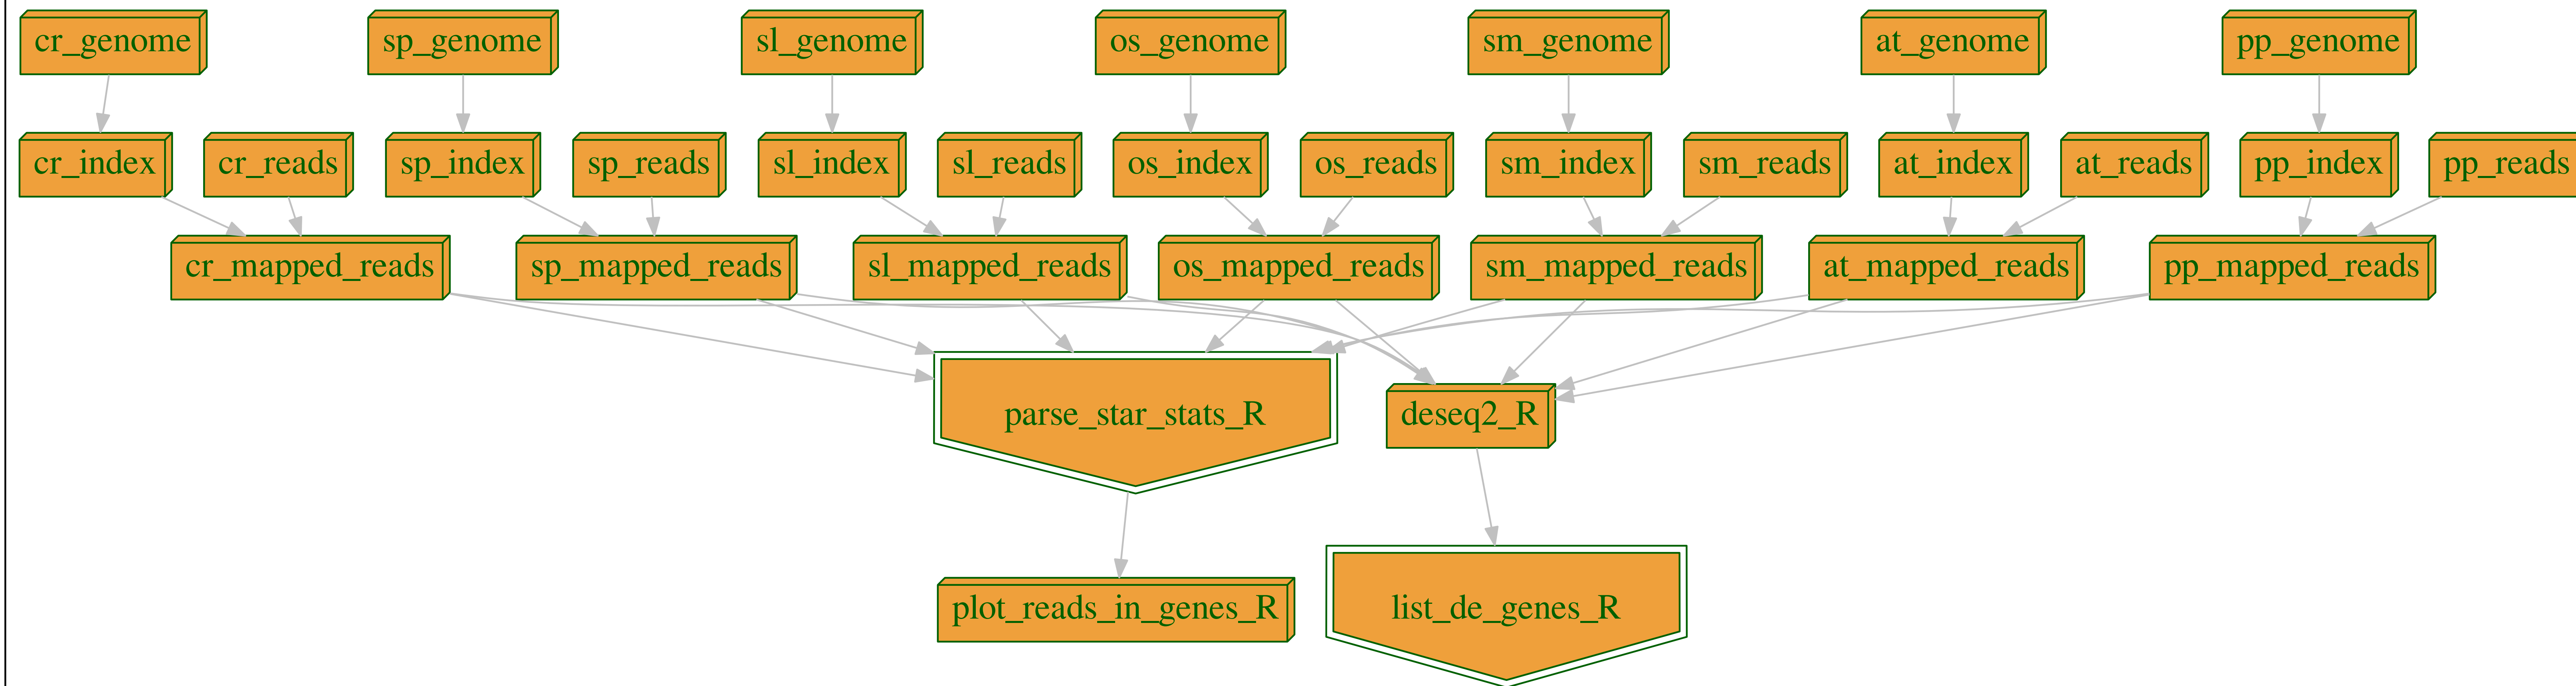 cr_genome sp_genome sl_genome os_genome sm_genome at_genome pp_genome
cr_index cr_reads sp_index sp_reads sl_index sl_reads os_index os_reads sm_index sm_reads at_index at_reads pp_index pp_reads
cr_mapped_reads sp_mapped_reads sl_mapped_reads os_mapped_reads sm_mapped_reads at_mapped_reads pp_mapped_reads
parse_star_stats_R deseq2_R
plot_reads_in_genes_R list_de_genes_R